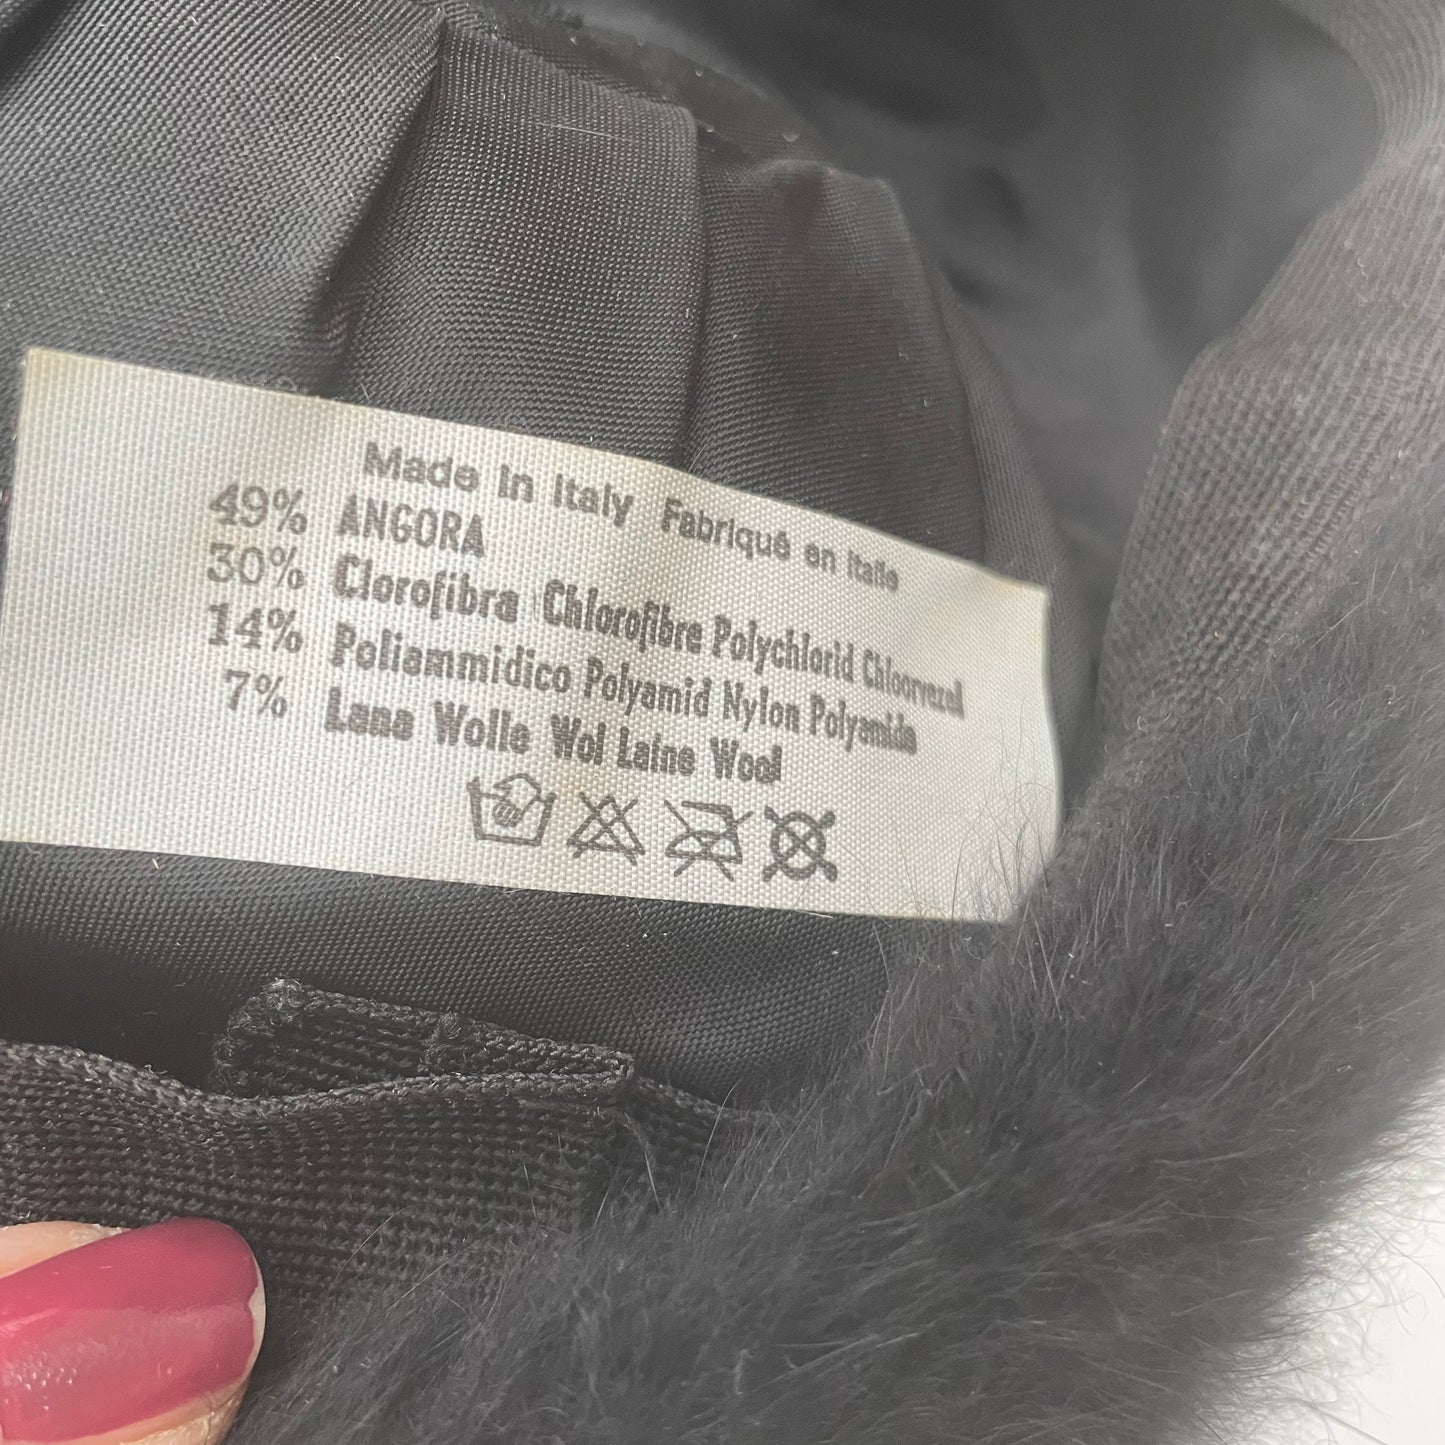 Made in Italy Fabriqué en Italie
49% ANGORA
30% Clorofibra Chlorofibre Polychlorid Chloorvezel
14% Poliammidico Polyamid Nylon Polyamide
7% Lana Wolle Wol Laine Wool